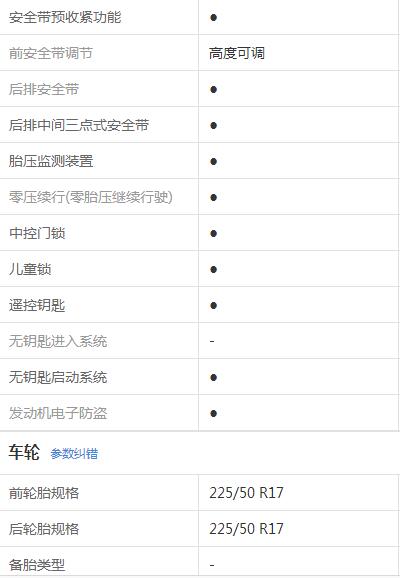 安全带预收紧功能 ●
前安全带调节 高度可调
后排安全带 ●
后排中间三点式安全带 ●
胎压监测装置 ●
零压续行(零胎压继续行驶) ●
中控门锁 ●
儿童锁 ●
遥控钥匙 ●
无钥匙进入系统 -
无钥匙启动系统 ●
发动机电子防盗 ●
车轮 参数纠错
前轮胎规格 225/50 R17
后轮胎规格 225/50 R17
备胎类型 -